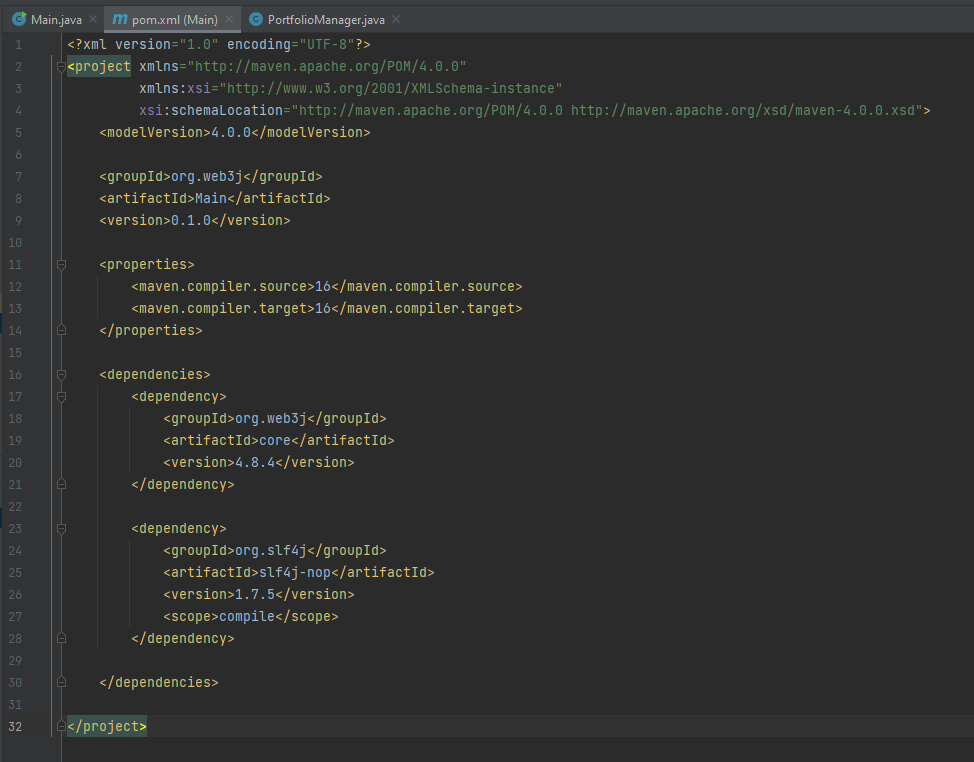 Main.java pom.xml (Main) PortfolioManager.java
1 <?xml version="1.0" encoding="UTF-8"?>
2 <project xmlns="http://maven.apache.org/POM/4.0.0"
3 xmlns:xsi="http://www.w3.org/2001/XMLSchema-instance"
4 xsi:schemaLocation="http://maven.apache.org/POM/4.0.0 http://maven.apache.org/xsd/maven-4.0.0.xsd">
5 <modelVersion>4.0.0</modelVersion>
6
7 <groupId>org.web3j</groupId>
8 <artifactId>Main</artifactId>
9 <version>0.1.0</version>
10
11 <properties>
12 <maven.compiler.source>16</maven.compiler.source>
13 <maven.compiler.target>16</maven.compiler.target>
14 </properties>
15
16 <dependencies>
17 <dependency>
18 <groupId>org.web3j</groupId>
19 <artifactId>core</artifactId>
20 <version>4.8.4</version>
21 </dependency>
22
23 <dependency>
24 <groupId>org.slf4j</groupId>
25 <artifactId>slf4j-nop</artifactId>
26 <version>1.7.5</version>
27 <scope>compile</scope>
28 </dependency>
29
30 </dependencies>
31
32 </project>